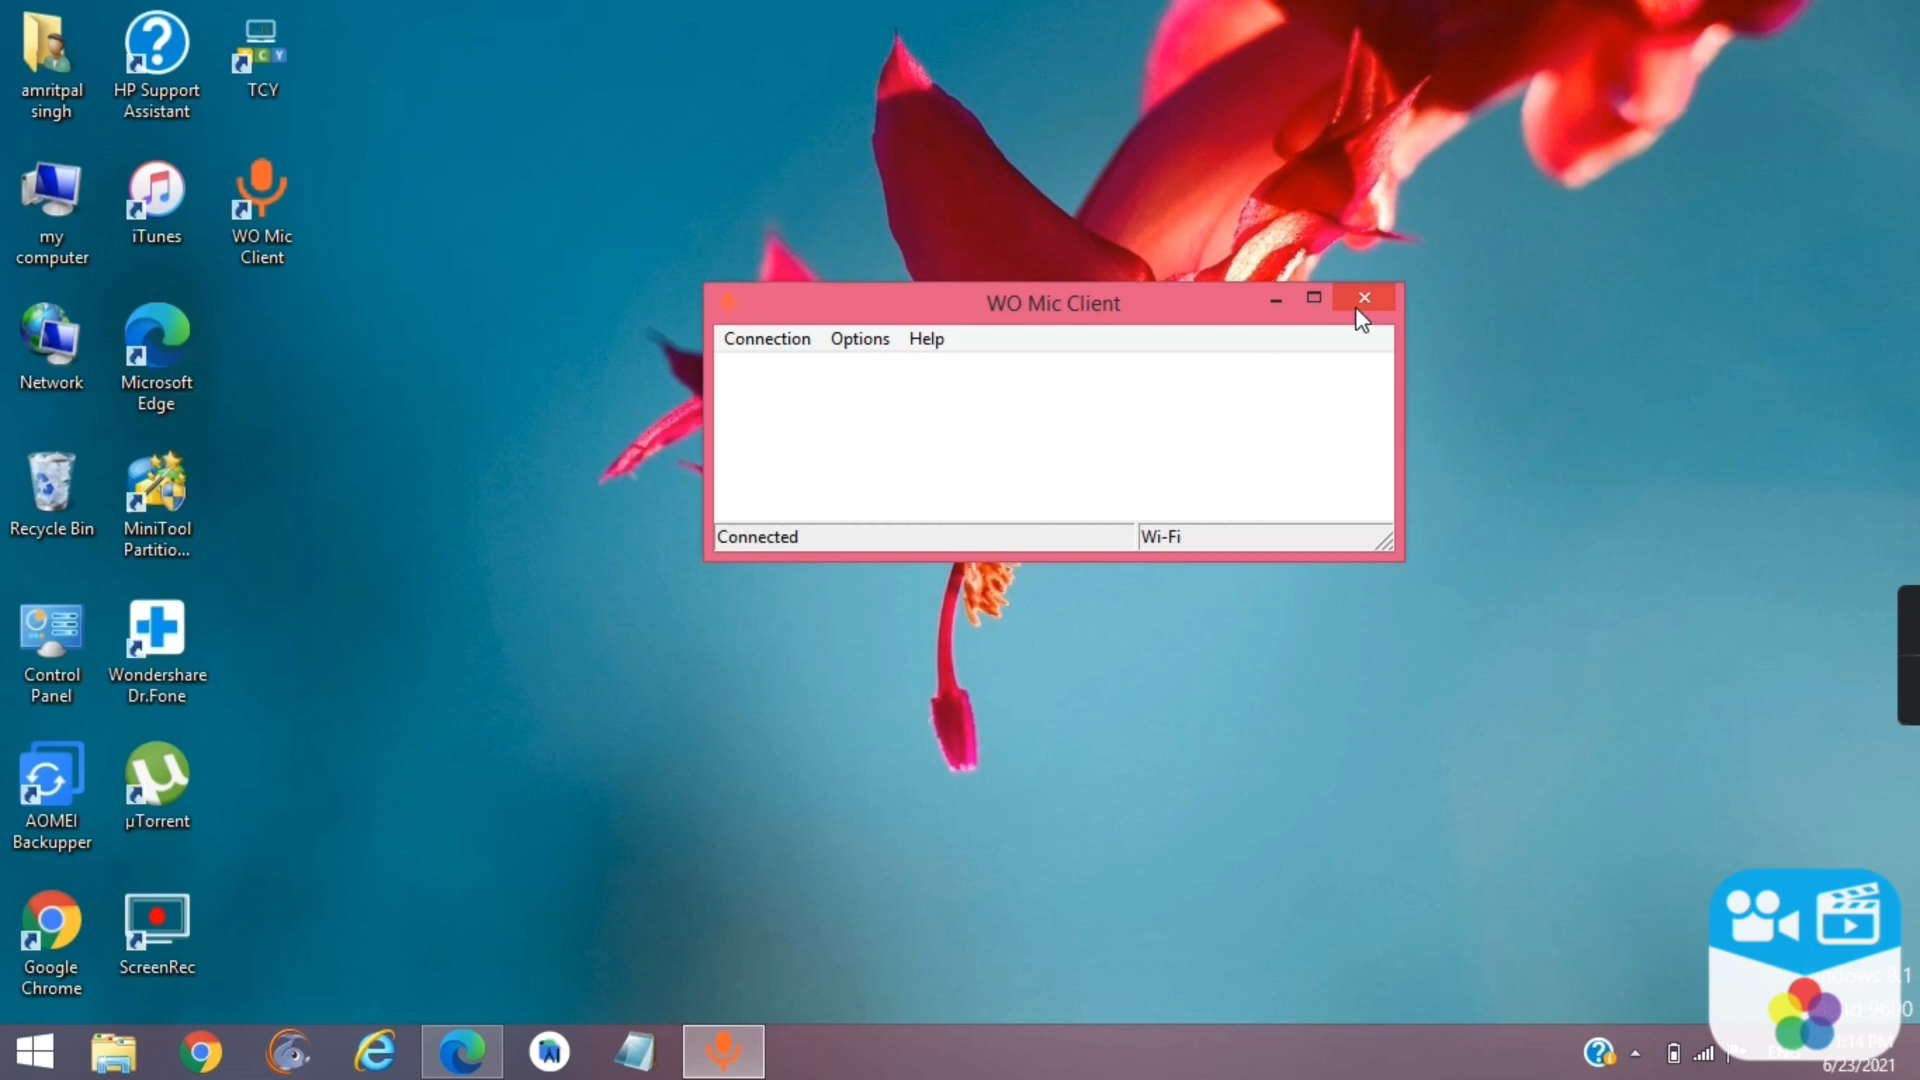 amritpal
singh
HP Support
Assistant
TCY
my
computer
iTunes
WO Mic
Client
Network
Microsoft
Edge
Recycle Bin
MiniTool
Partitio...
Control
Panel
Wondershare
Dr.Fone
AOMEI
Backupper
µTorrent
Google
Chrome
ScreenRec
WO Mic Client
Connection Options Help
Connected Wi-Fi
6/23/2021